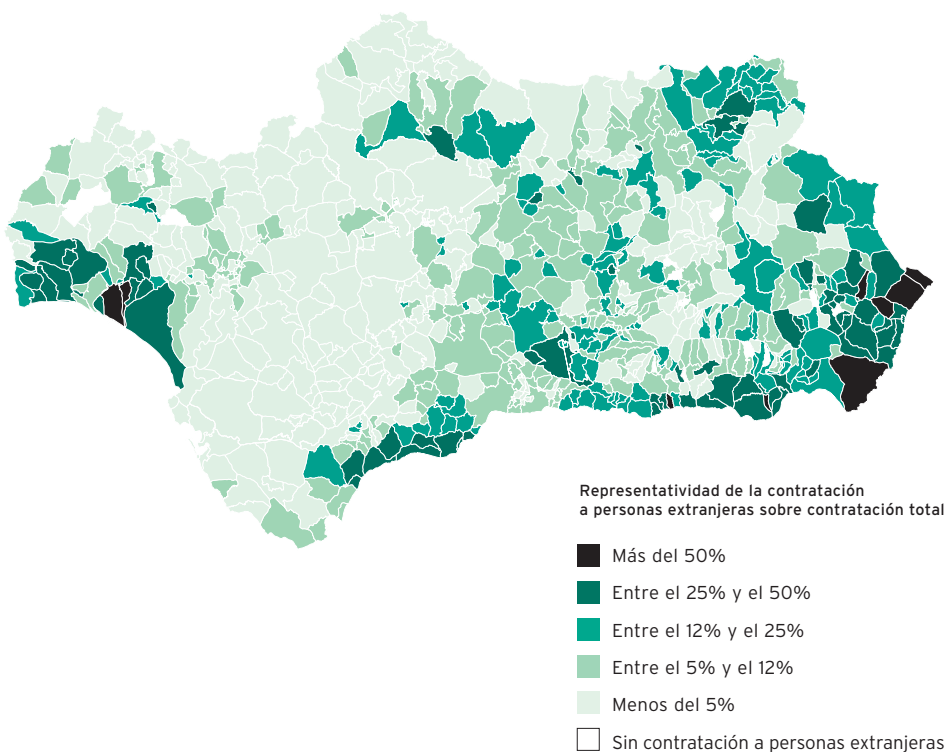 Representatividad de la contratación
a personas extranjeras sobre contratación total
Más del 50%
Entre el 25% y el 50%
Entre el 12% y el 25%
Entre el 5% y el 12%
Menos del 5%
Sin contratación a personas extranjeras